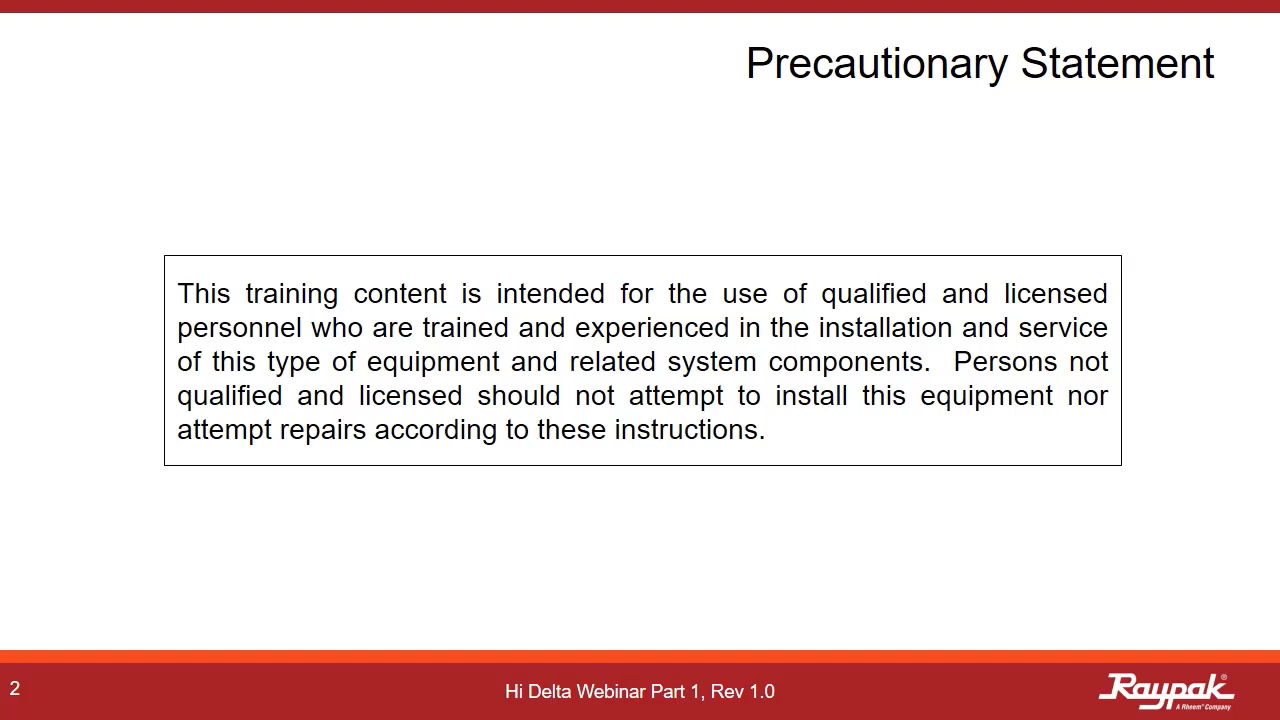 Precautionary Statement
This training content is intended for the use of qualified and licensed
personnel who are trained and experienced in the installation and service
of this type of equipment and related system components.  Persons not
qualified and licensed should not attempt to install this equipment nor
attempt repairs according to these instructions.
2
Hi Delta Webinar Part 1, Rev 1.0
Raypak®
A Rheem® Company